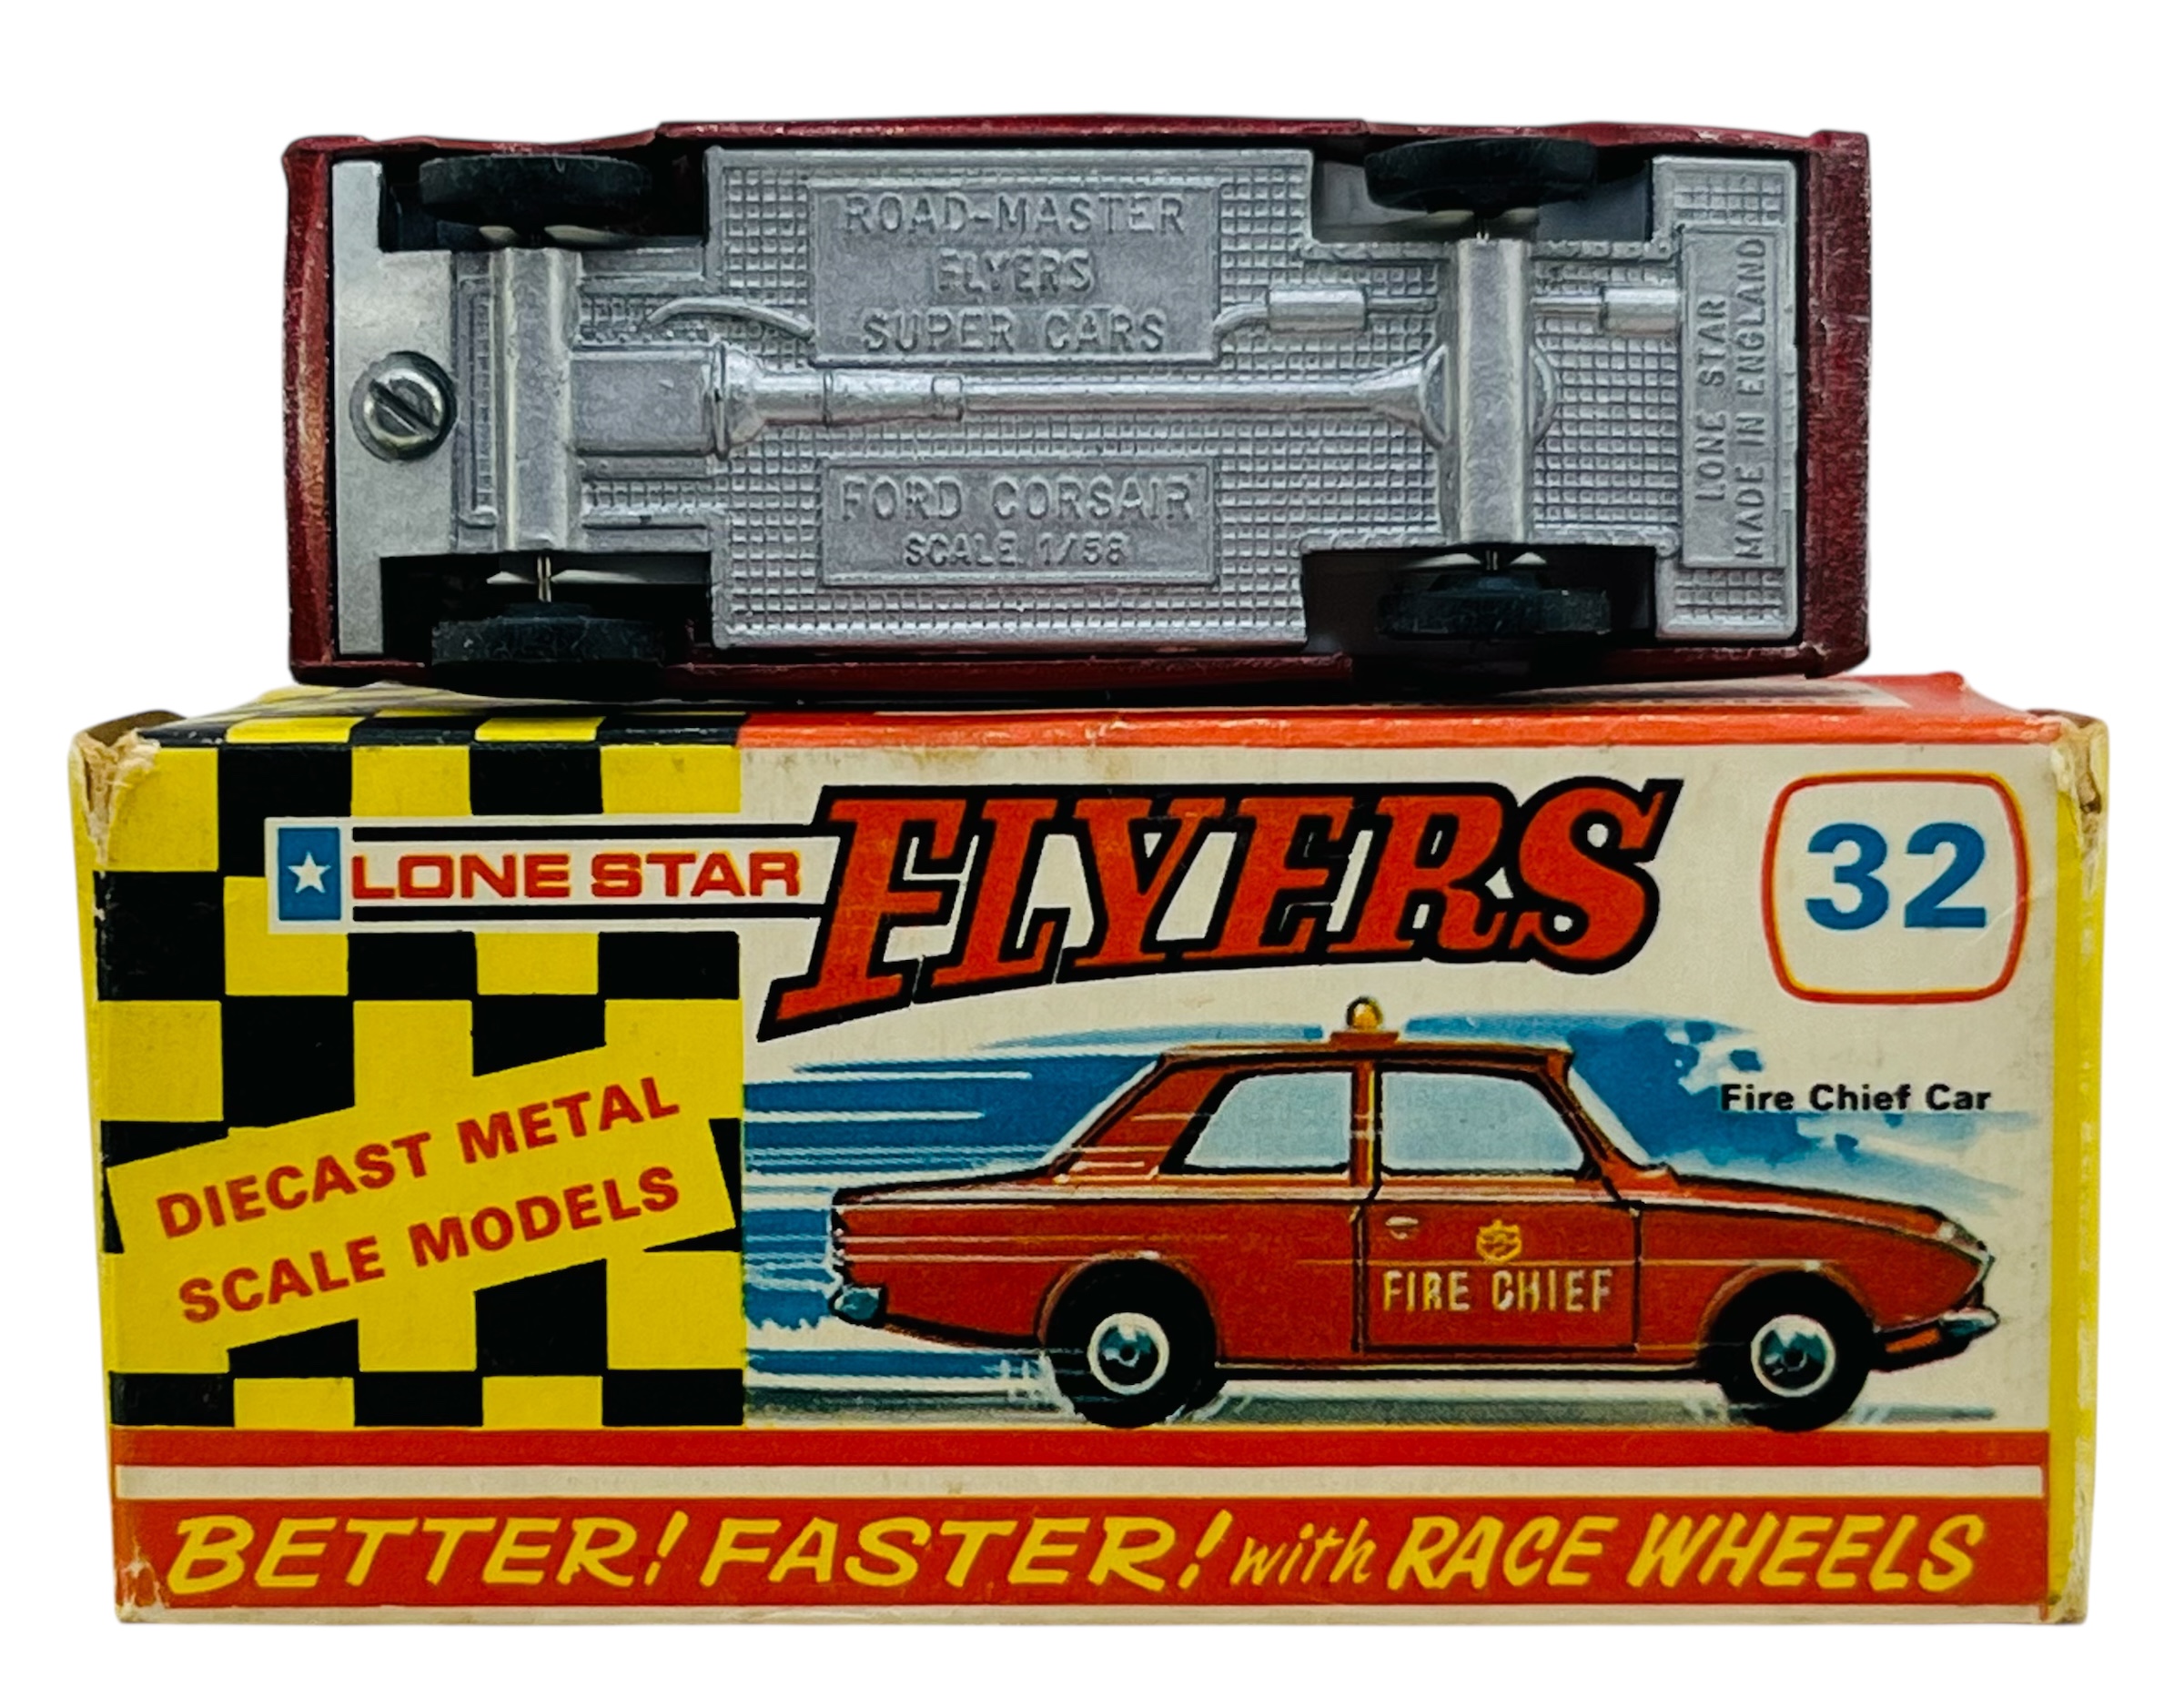 ROAD-MASTER
FLYERS
SUPER CARS
FORD CORSAIR
SCALE 1/58
LONE STAR
MADE IN ENGLAND
LONE STAR
FLYERS
32
DIECAST METAL
SCALE MODELS
Fire Chief Car
FIRE CHIEF
BETTER! FASTER! with RACE WHEELS